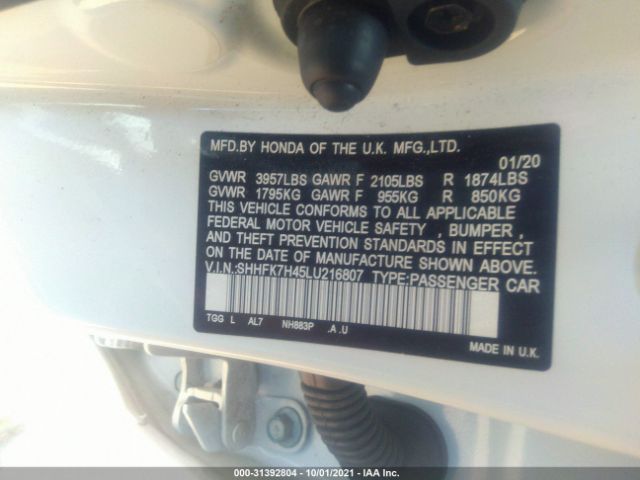 MFD.BY HONDA OF THE U.K. MFG.,LTD.
01/20
GVWR 3957LBS GAWR F 2105LBS R 1874LBS
GVWR 1795KG GAWR F 955KG R 850KG
THIS VEHICLE CONFORMS TO ALL APPLICABLE
FEDERAL MOTOR VEHICLE SAFETY , BUMPER ,
AND THEFT PREVENTION STANDARDS IN EFFECT
ON THE DATE OF MANUFACTURE SHOWN ABOVE.
V.I.N.:SHHFK7H45LU216807 TYPE:PASSENGER CAR
TGG L AL7 NH883P .A .U
MADE IN U.K.
000-31392804 - 10/01/2021 - IAA Inc.